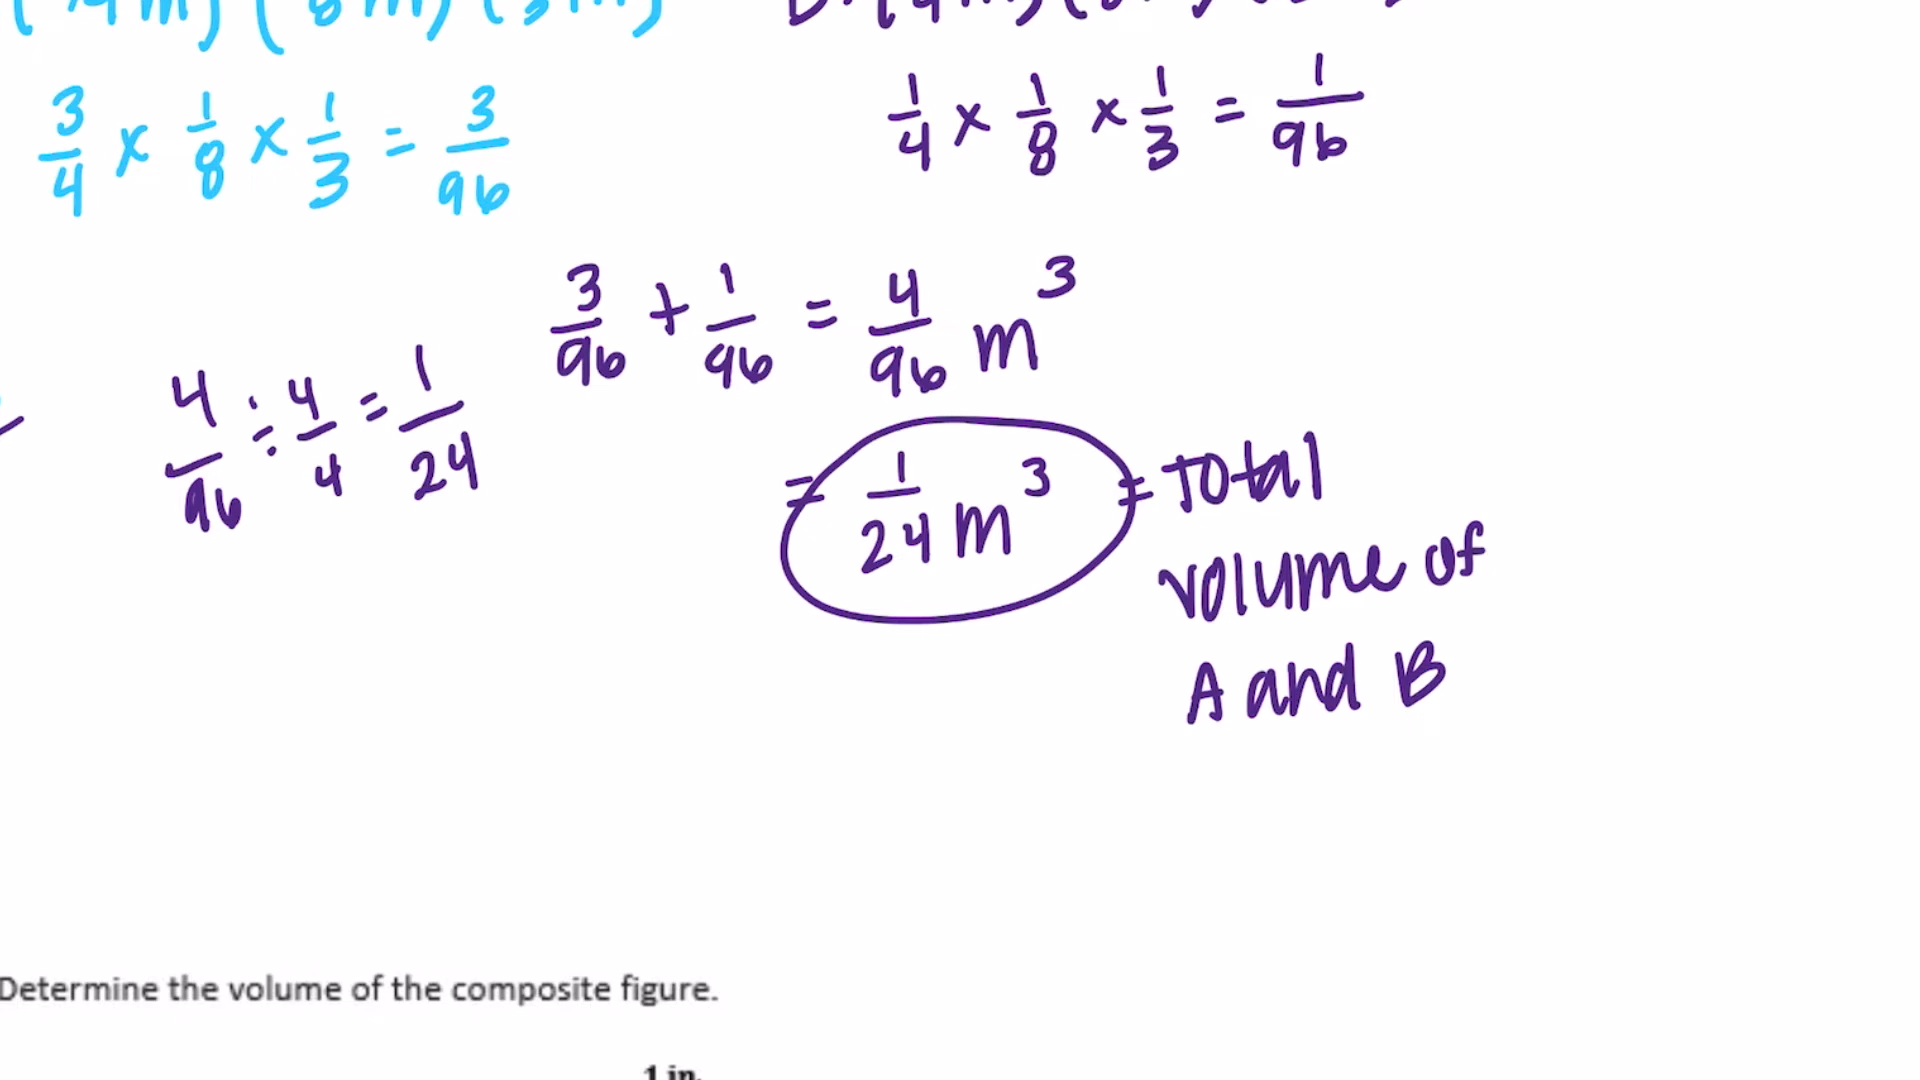 3/4 × 1/8 × 1/3 = 3/96
1/4 × 1/8 × 1/3 = 1/96
3/96 + 1/96 = 4/96 m³
4/96 ÷ 4/4 = 1/24
= 1/24 m³ = Total
volume of
A and B
Determine the volume of the composite figure.
1 in.